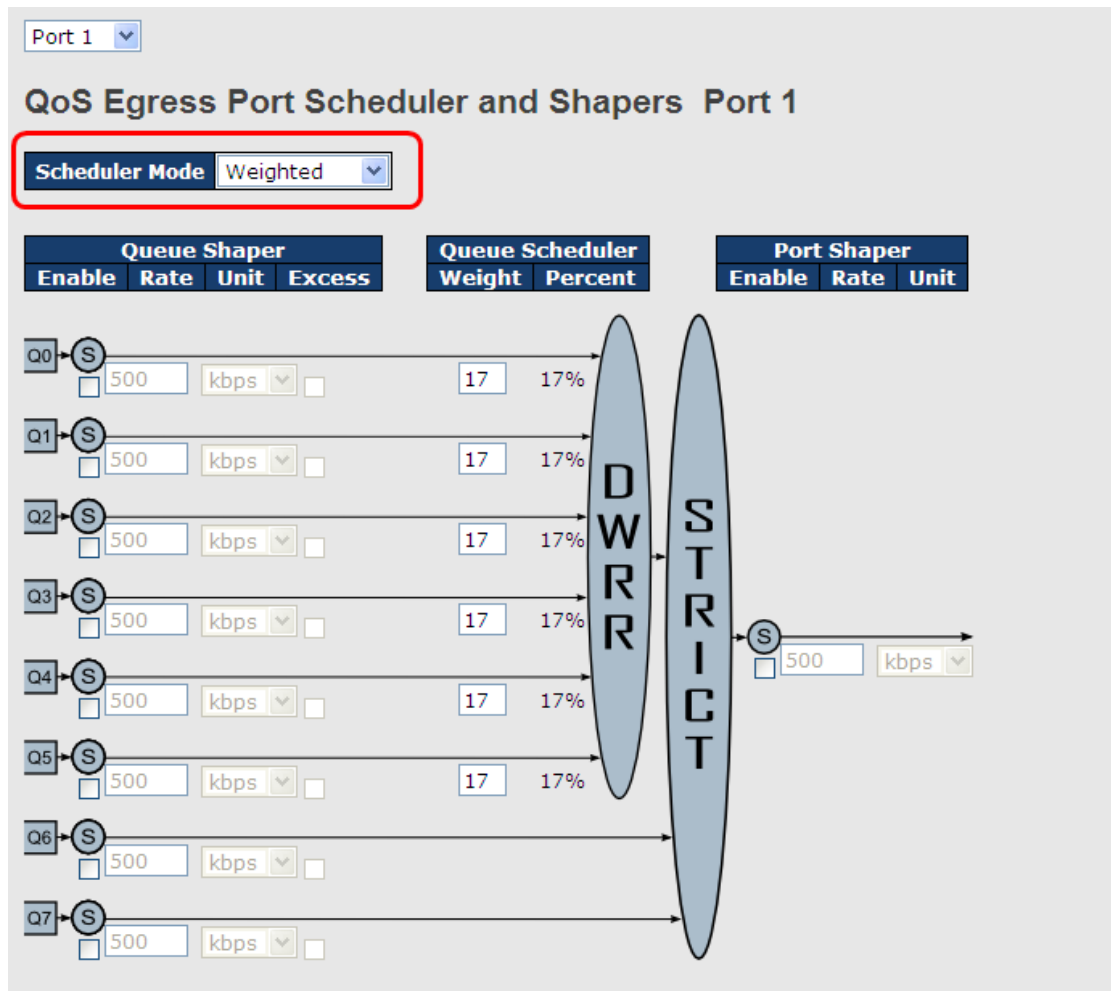 Port 1
QoS Egress Port Scheduler and Shapers Port 1
Scheduler Mode Weighted
Queue Shaper Queue Scheduler Port Shaper
Enable Rate Unit Excess Weight Percent Enable Rate Unit
Q0 S
500 kbps 17 17%
Q1 S
500 kbps 17 17%
Q2 S
500 kbps 17 17%
Q3 S
500 kbps 17 17%
Q4 S
500 kbps 17 17%
Q5 S
500 kbps 17 17%
Q6 S
500 kbps
Q7 S
500 kbps
DWRR
STRICT
S
500 kbps